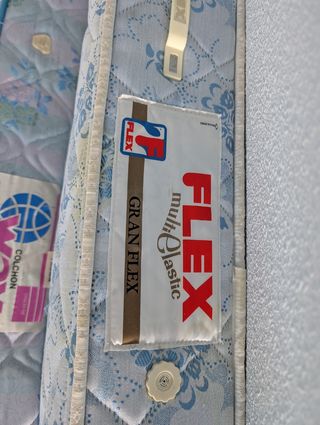 FLEX
multielastic
GRAN FLEX
FLEX
COLCHON